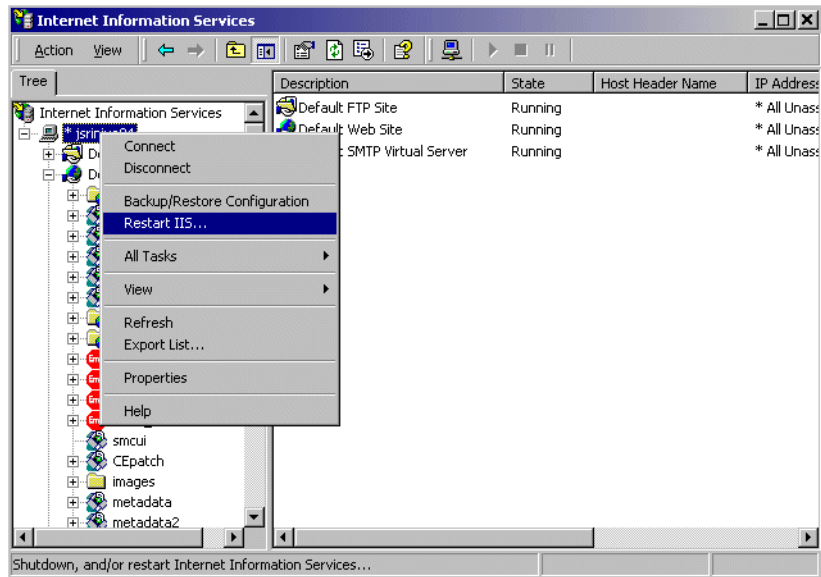 Internet Information Services
Action View
Tree
Description State Host Header Name IP Address
Internet Information Services
Default FTP Site Running * All Unass
Default Web Site Running * All Unass
SMTP Virtual Server Running * All Unass
Connect
Disconnect
Backup/Restore Configuration
Restart IIS...
All Tasks
View
Refresh
Export List...
Properties
Help
smcui
CEpatch
images
metadata
metadata2
Shutdown, and/or restart Internet Information Services...